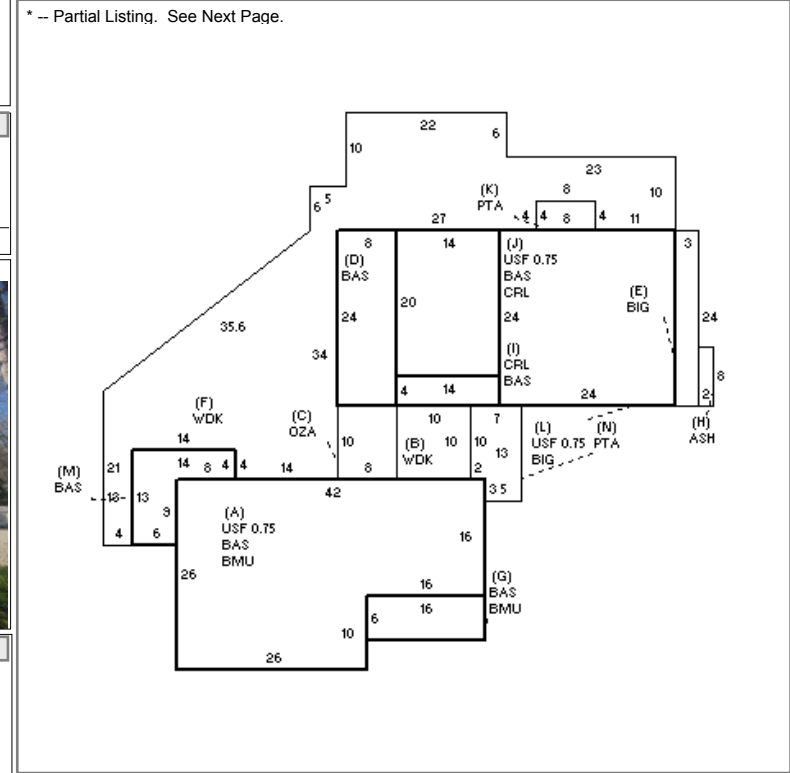 * -- Partial Listing.  See Next Page.
22
6
10
23
(K)
PTA
8
10
6
5
4
4
8
4
11
27
8
14
(J)
USF 0.75
BAS
CRL
3
(D)
BAS
(E)
BIG
20
24
24
24
35.6
34
(I)
CRL
BAS
8
4
14
24
2
(F)
WDK
(C)
OZA
10
7
(L)
USF 0.75
BIG
(N)
PTA
(H)
ASH
14
10
(B)
WDK
10
10
13
(M)
BAS
21
14
8
4
4
14
8
2
18
13
42
3
5
9
(A)
USF 0.75
BAS
BMU
4
6
16
26
16
(G)
BAS
BMU
16
6
10
26